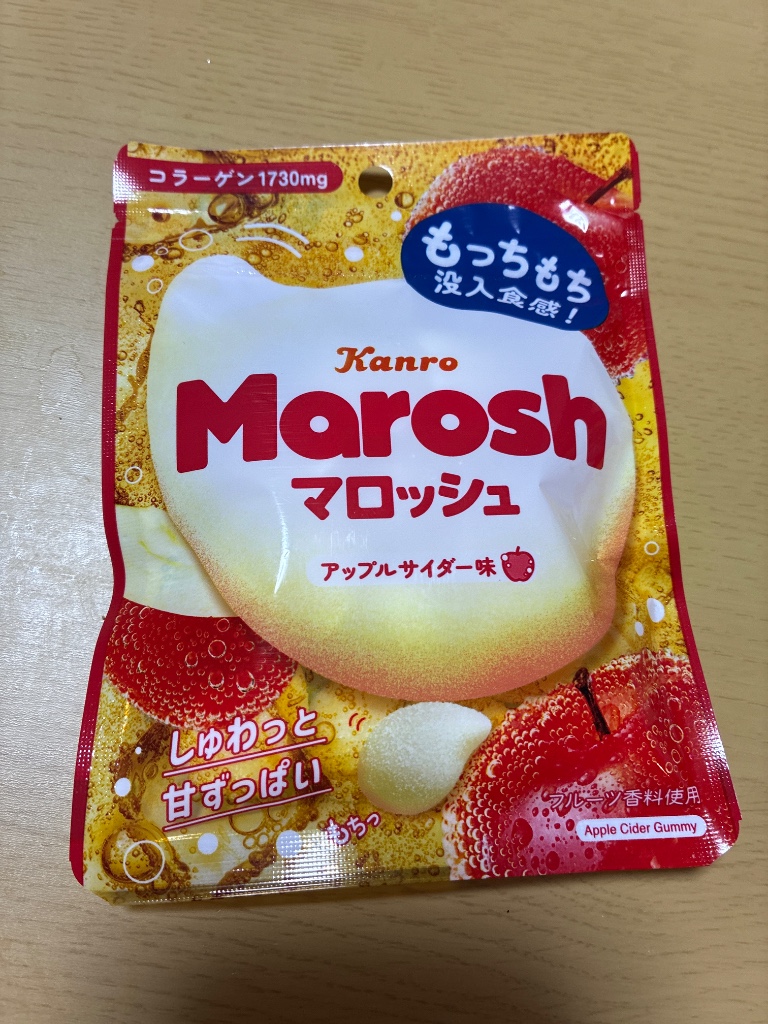 コラーゲン1730mg
もっちもち
没入食感!
Kanro
Marosh
マロッシュ
アップルサイダー味
しゅわっと
甘ずっぱい
もちっ
フルーツ香料使用
Apple Cider Gummy